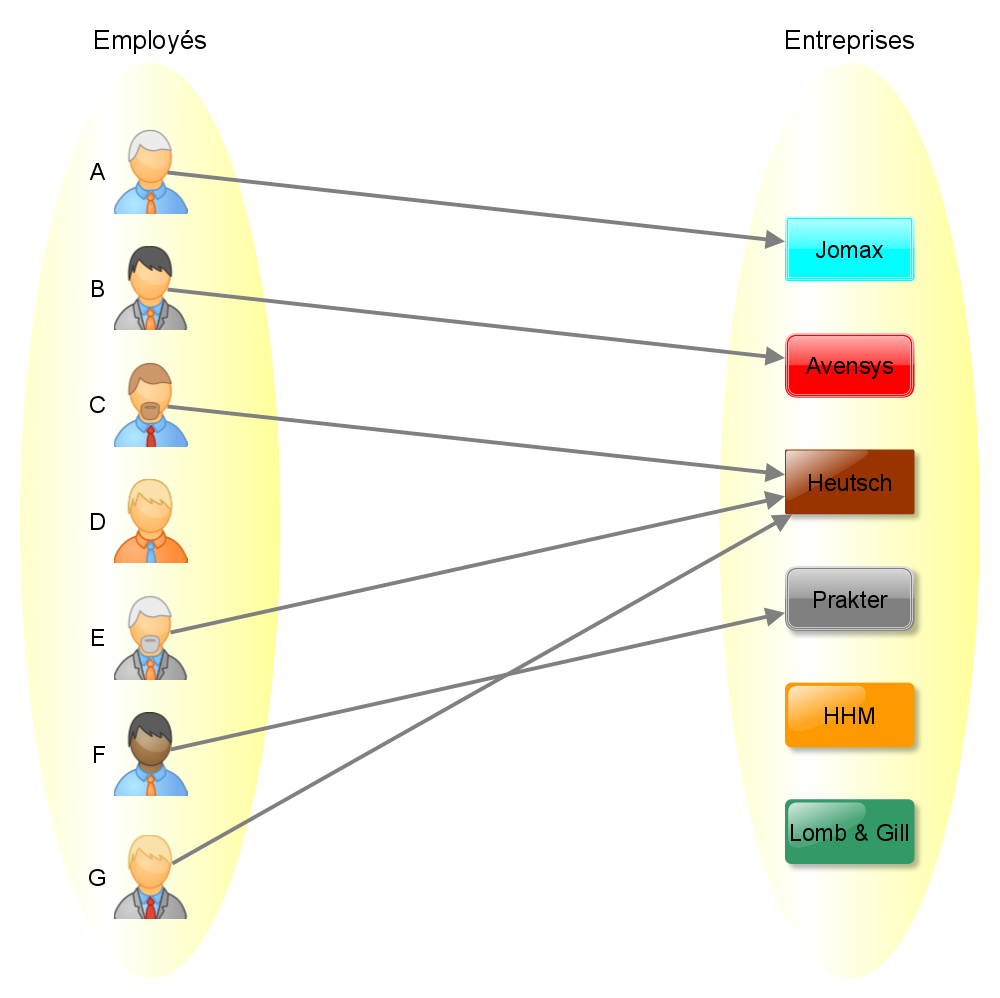 Employés
Entreprises
A
Jomax
B
Avensys
C
Heutsch
D
Prakter
E
HHM
F
Lomb & Gill
G